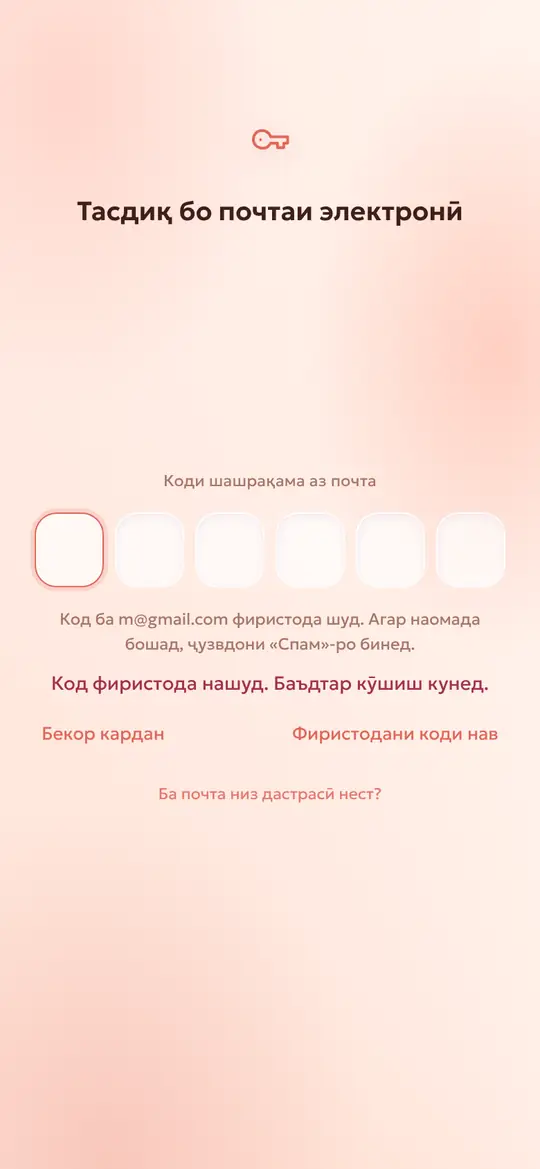 Тасдиқ бо почтаи электронӣ
Коди шашрақама аз почта
Код ба m@gmail.com фиристода шуд. Агар наомада
бошад, ҷузвдони «Спам»-ро бинед.
Код фиристода нашуд. Баъдтар кӯшиш кунед.
Бекор кардан
Фиристодани коди нав
Ба почта низ дастрасӣ нест?